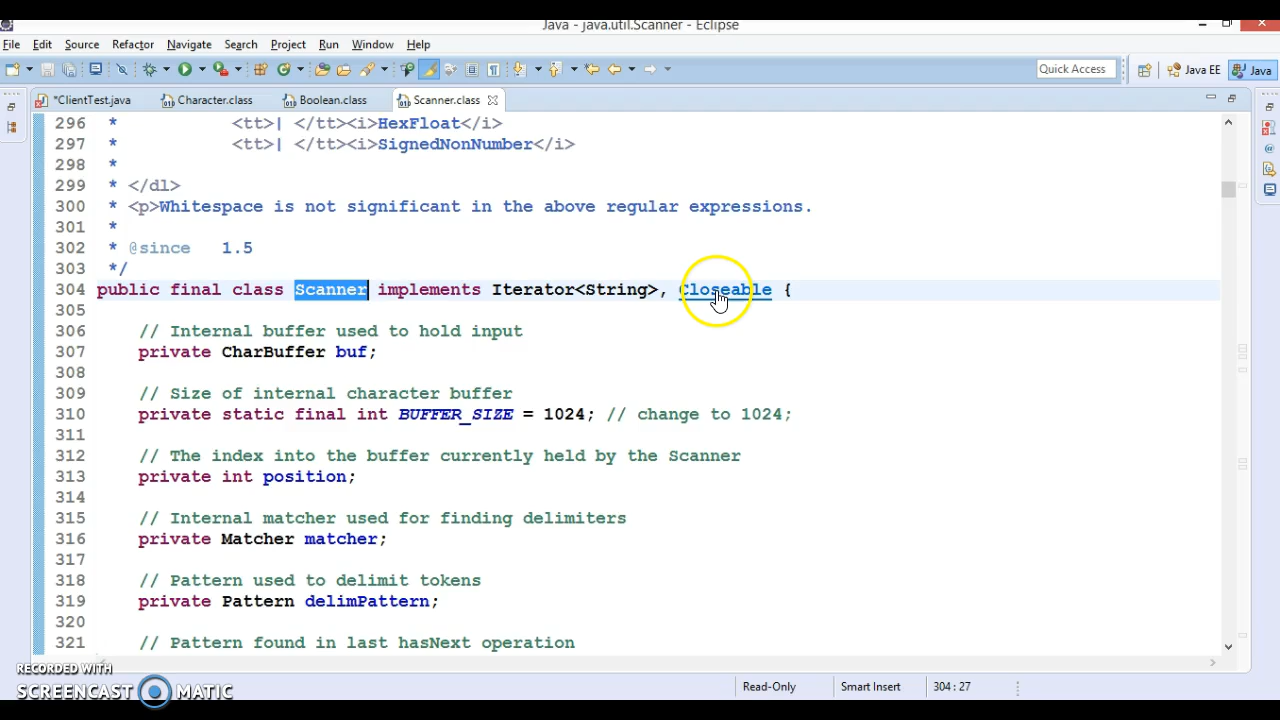 Java - java.util.Scanner - Eclipse
File Edit Source Refactor Navigate Search Project Run Window Help
Quick Access Java EE Java
*ClientTest.java Character.class Boolean.class Scanner.class
296 * <tt>| </tt><i>HexFloat</i>
297 * <tt>| </tt><i>SignedNonNumber</i>
298 *
299 * </dl>
300 * <p>Whitespace is not significant in the above regular expressions.
301 *
302 * @since 1.5
303 */
304 public final class Scanner implements Iterator<String>, Closeable {
305
306 // Internal buffer used to hold input
307 private CharBuffer buf;
308
309 // Size of internal character buffer
310 private static final int BUFFER_SIZE = 1024; // change to 1024;
311
312 // The index into the buffer currently held by the Scanner
313 private int position;
314
315 // Internal matcher used for finding delimiters
316 private Matcher matcher;
317
318 // Pattern used to delimit tokens
319 private Pattern delimPattern;
320
321 // Pattern found in last hasNext operation
RECORDED WITH
SCREENCAST MATIC
Read-Only Smart Insert 304 : 27